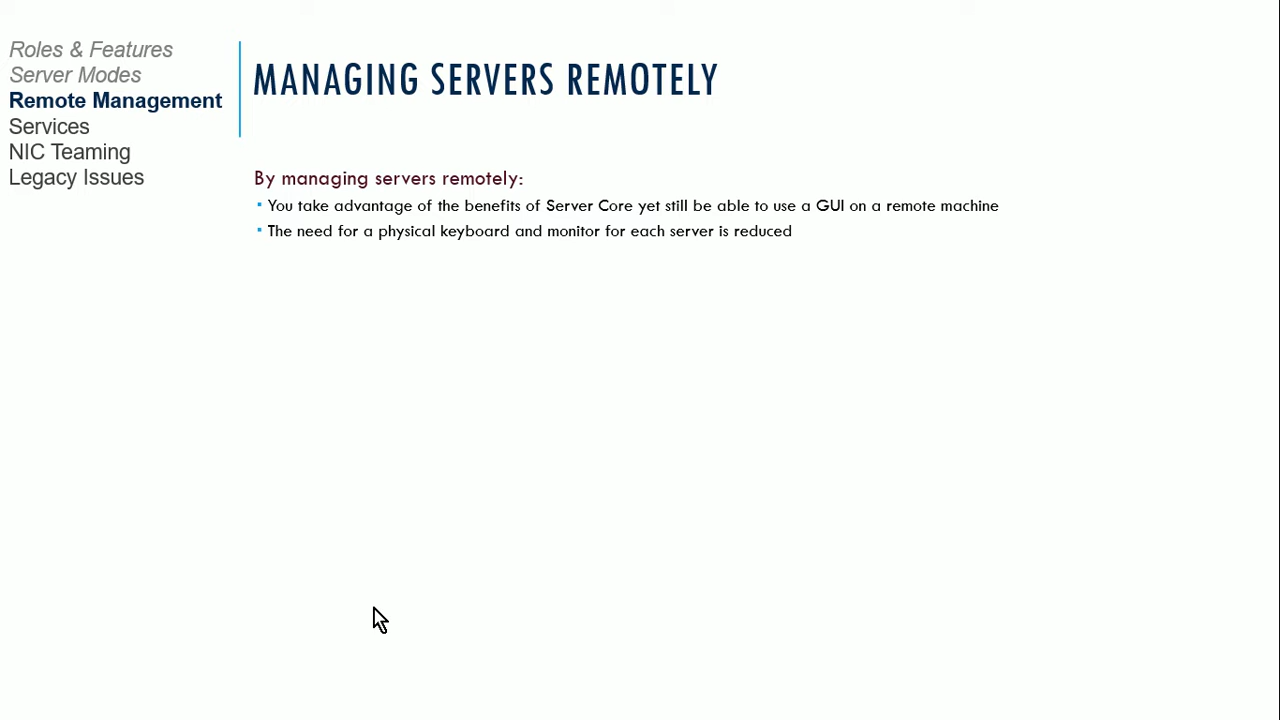 Roles & Features
Server Modes
Remote Management
Services
NIC Teaming
Legacy Issues
MANAGING SERVERS REMOTELY
By managing servers remotely:
▪ You take advantage of the benefits of Server Core yet still be able to use a GUI on a remote machine
▪ The need for a physical keyboard and monitor for each server is reduced